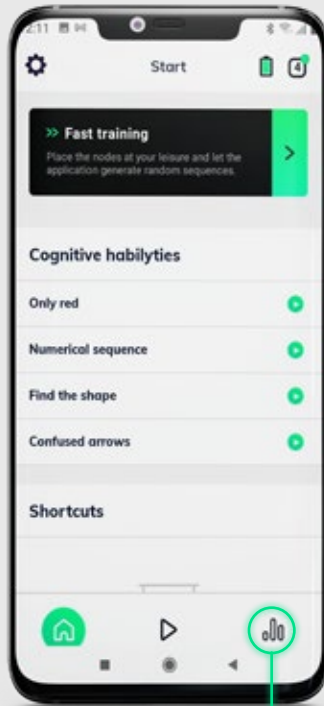 2:11
Start
4
Fast training
Place the nodes at your leisure and let the
application generate random sequences.
Cognitive habilyties
Only red
Numerical sequence
Find the shape
Confused arrows
Shortcuts